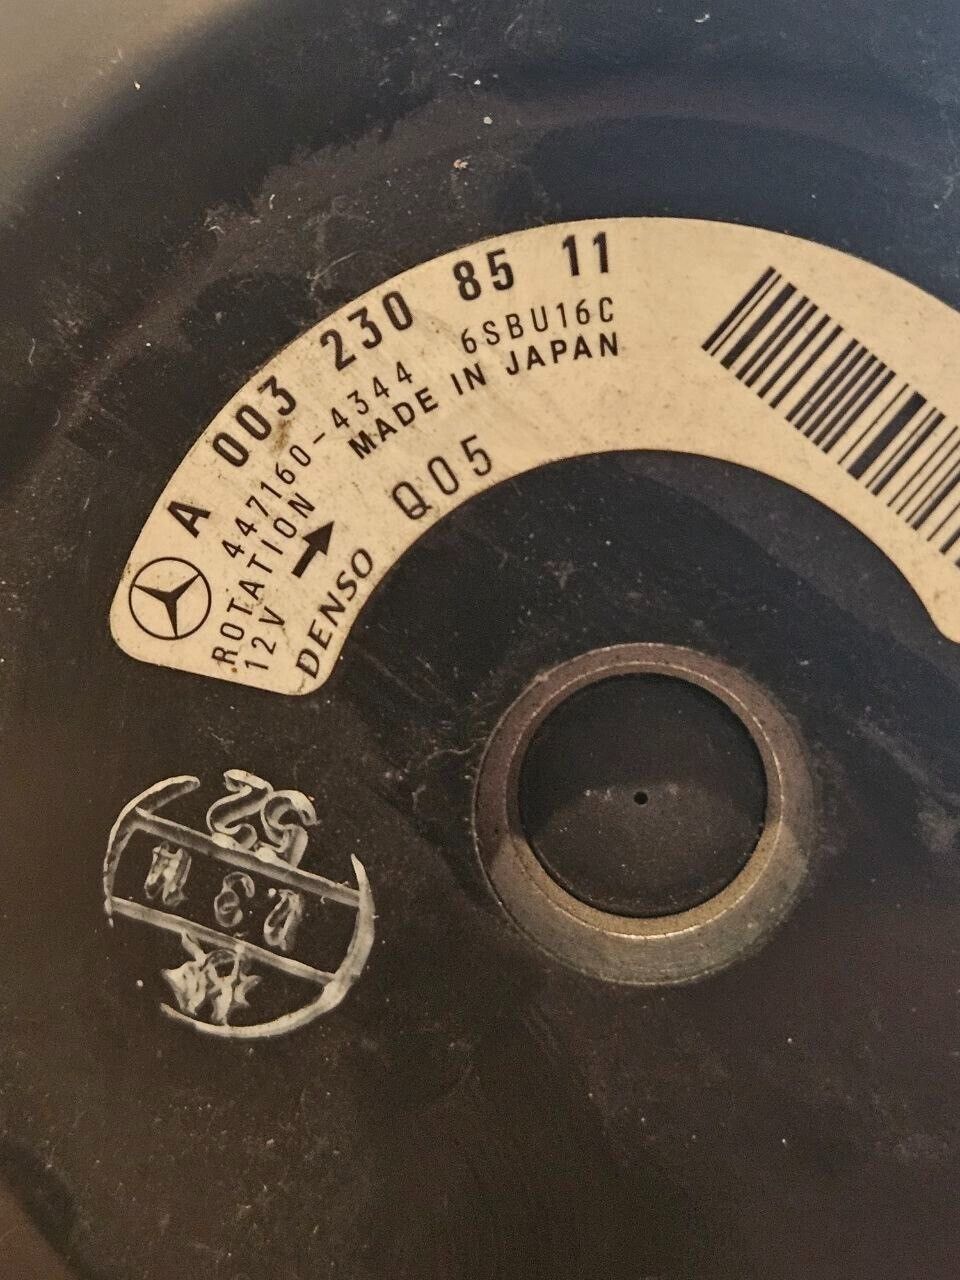 A 003 230 85 11
447160-4344 6SBU16C
ROTATION MADE IN JAPAN
12V
DENSO Q05